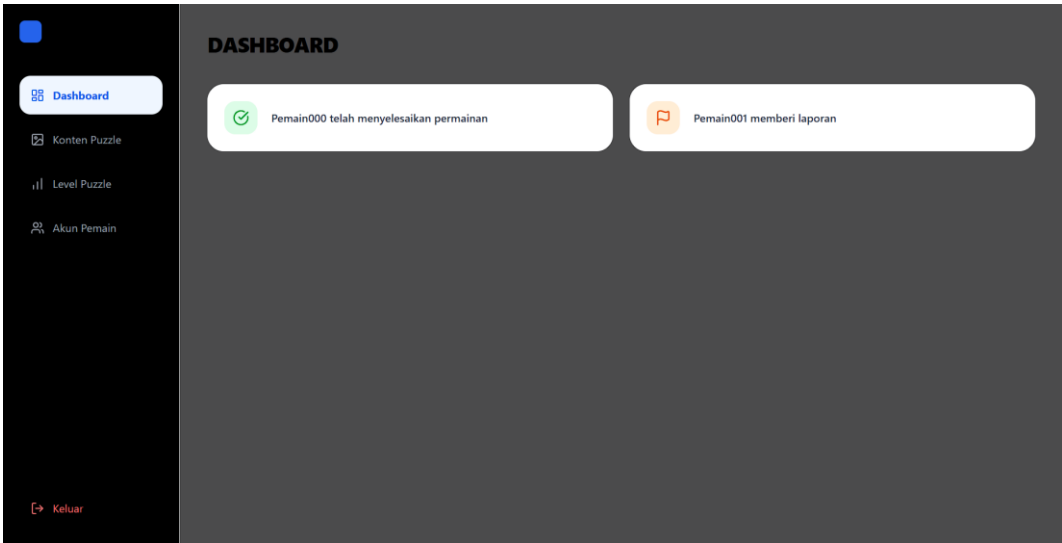 DASHBOARD
Dashboard
Konten Puzzle
Level Puzzle
Akun Pemain
Keluar
Pemain000 telah menyelesaikan permainan
Pemain001 memberi laporan